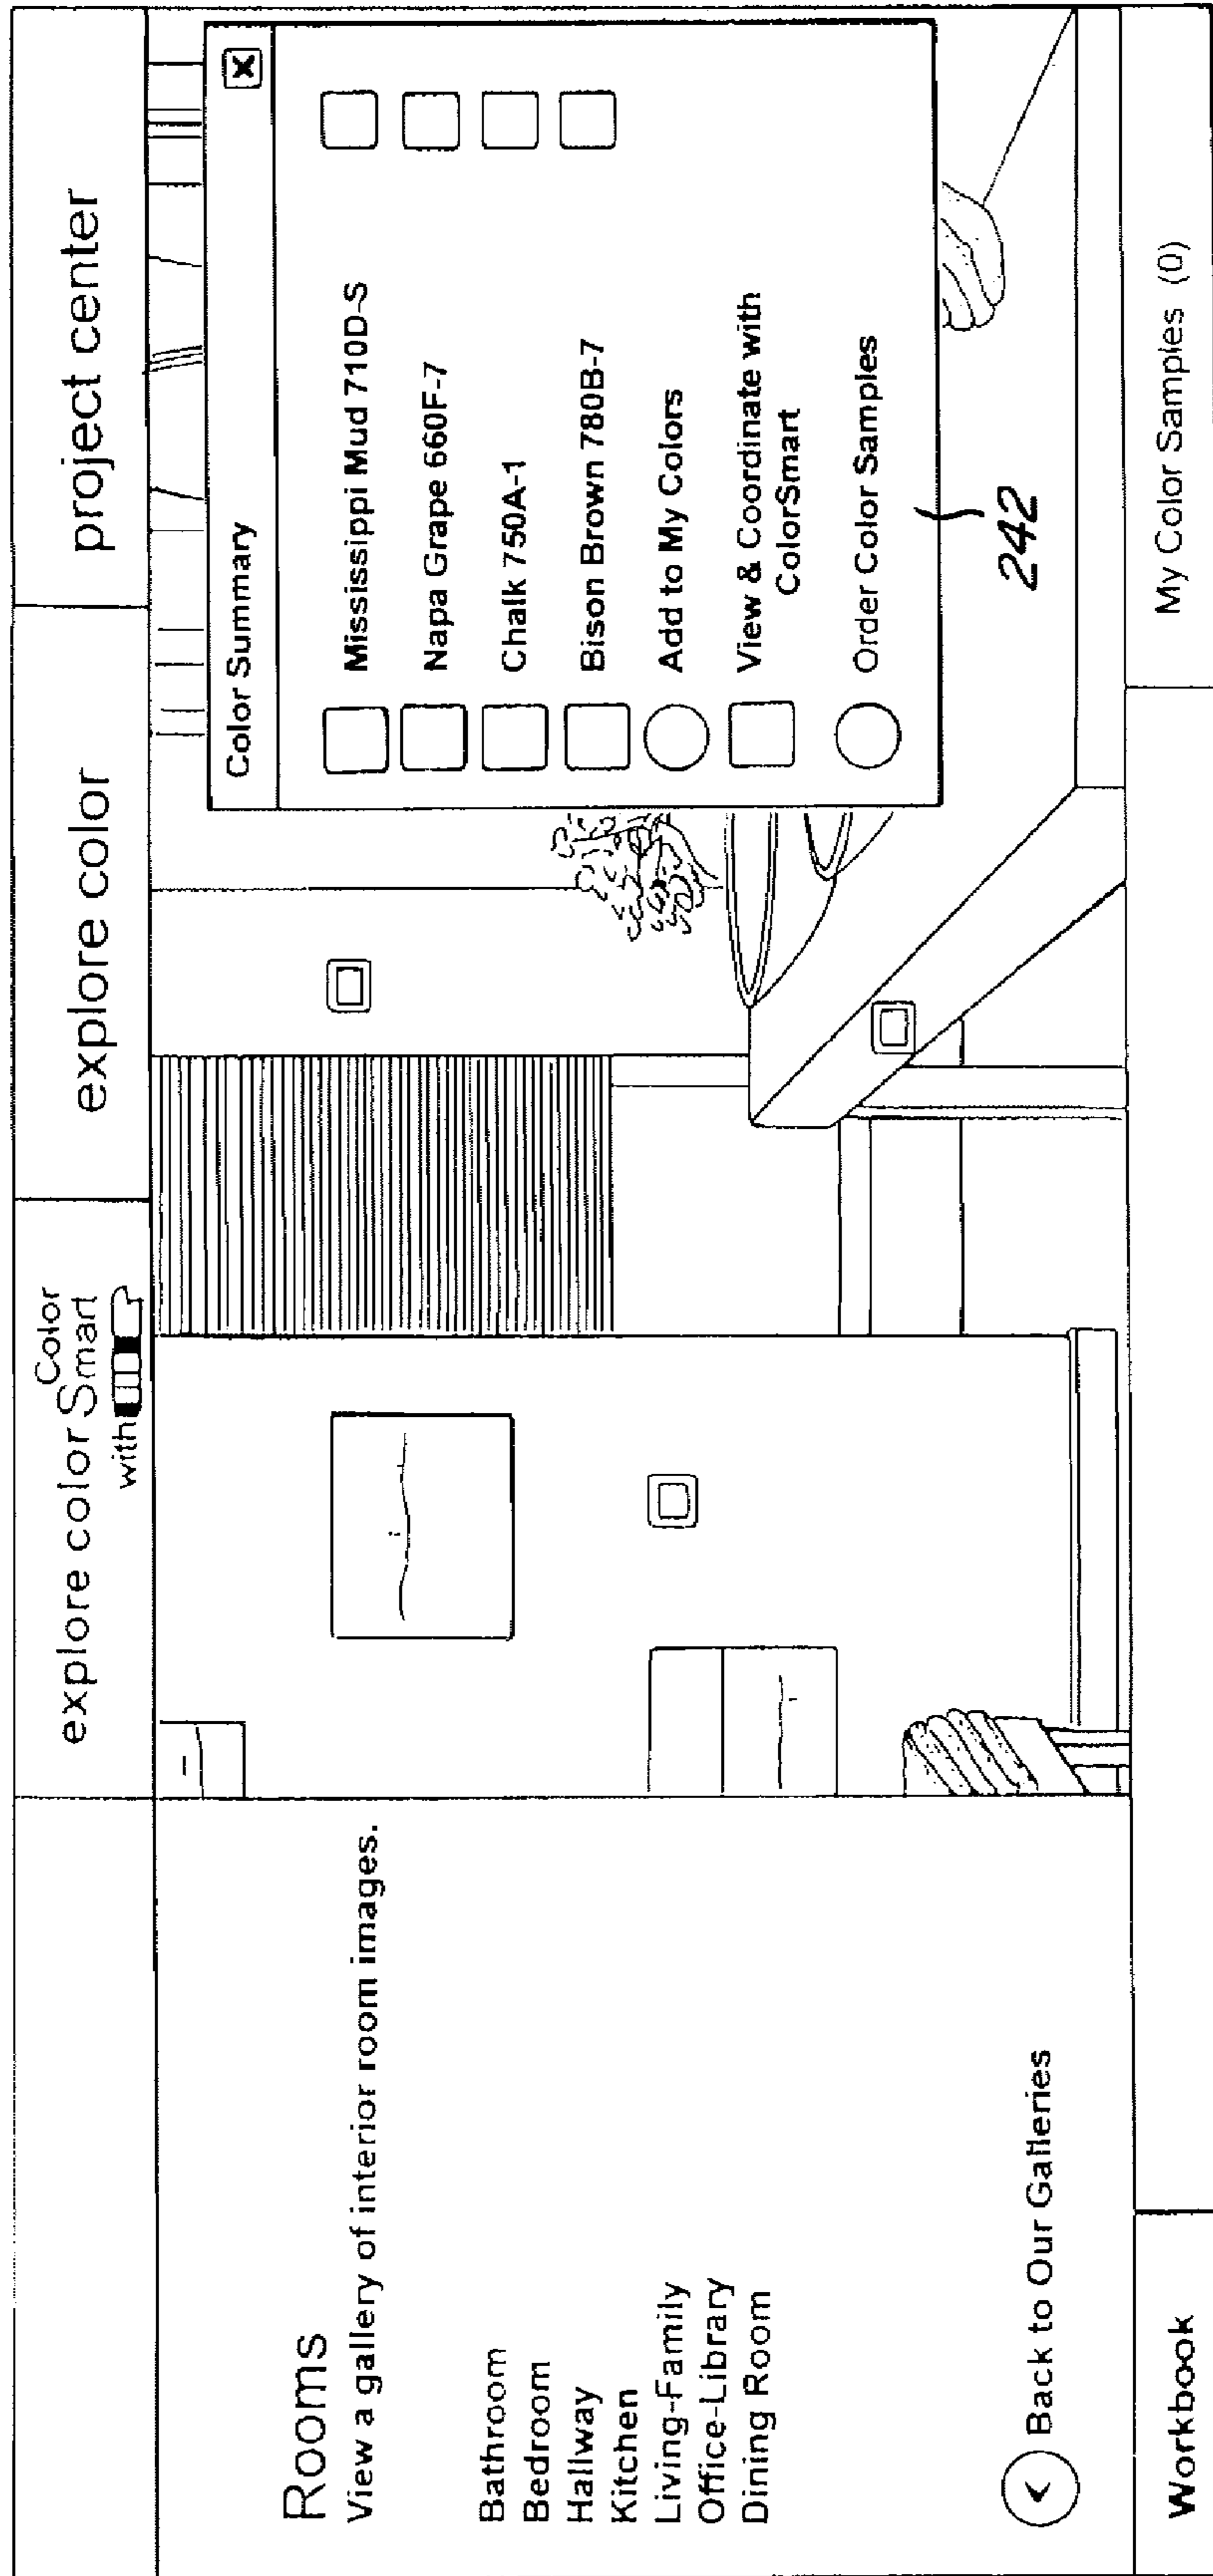 explore color
Color
Smart
with
explore color
project center
Rooms
View a gallery of interior room images.
Bathroom
Bedroom
Hallway
Kitchen
Living-Family
Office-Library
Dining Room
Back to Our Galleries
Color Summary
Mississippi Mud 710D-S
Napa Grape 660F-7
Chalk 750A-1
Bison Brown 780B-7
Add to My Colors
View & Coordinate with
ColorSmart
Order Color Samples
242
Workbook
My Color Samples (0)